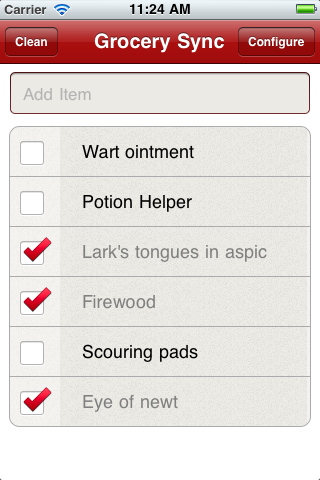 Carrier 11:24 AM
Clean Grocery Sync Configure
Add Item
Wart ointment
Potion Helper
Lark's tongues in aspic
Firewood
Scouring pads
Eye of newt